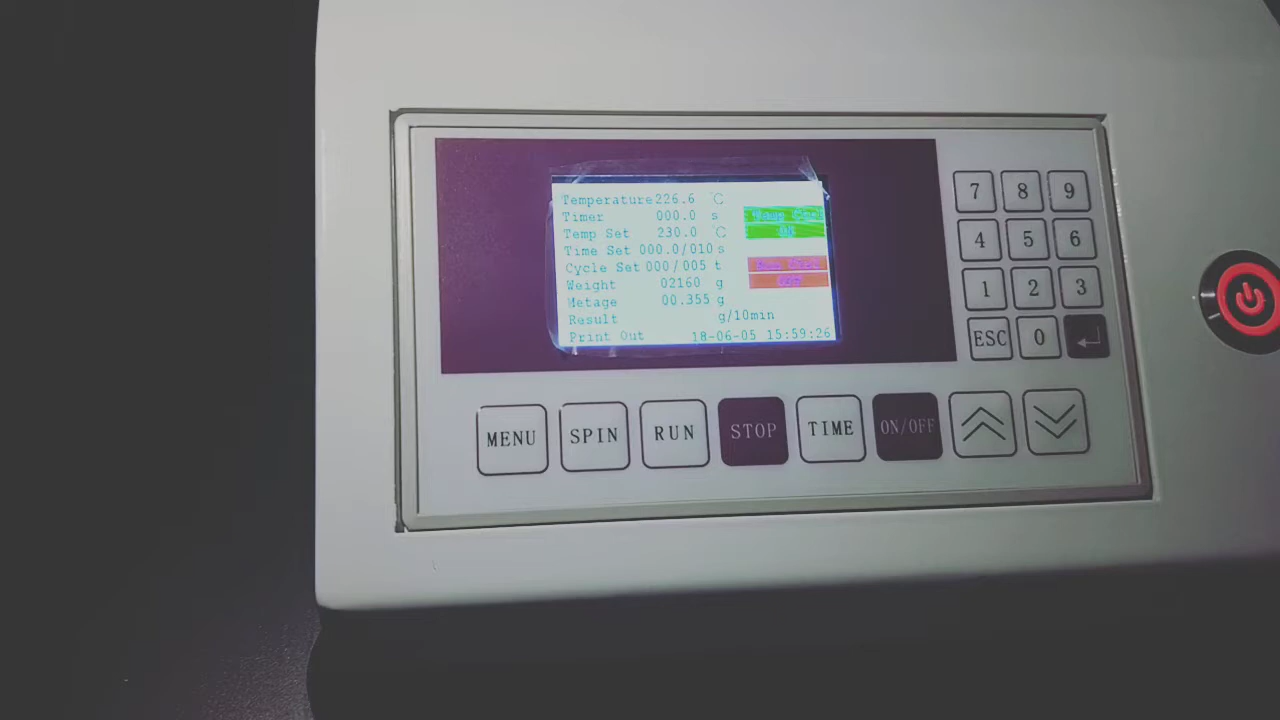 Temperature 226.6 ℃
Timer 000.0 s
Temp Set 230.0 ℃
Time Set 000.0/010 s
Cycle Set 000/005 t
Weight 02160 g
Metage 00.355 g
Result g/10min
Print Out 18-06-05 15:59:26
Temp
OFF
7 8 9
4 5 6
1 2 3
ESC 0
MENU SPIN RUN STOP TIME ON/OFF